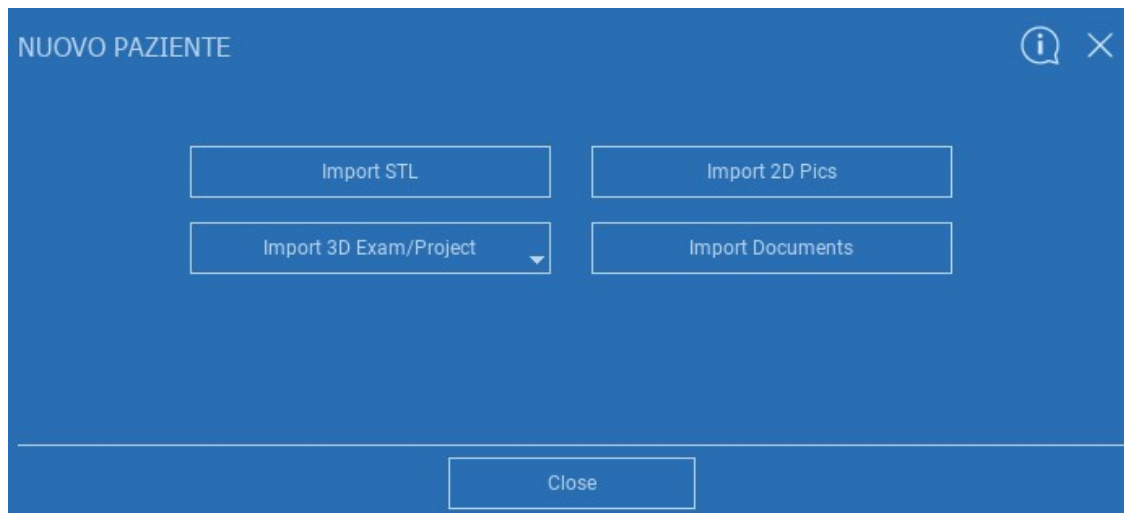 NUOVO PAZIENTE
Import STL
Import 2D Pics
Import 3D Exam/Project
Import Documents
Close